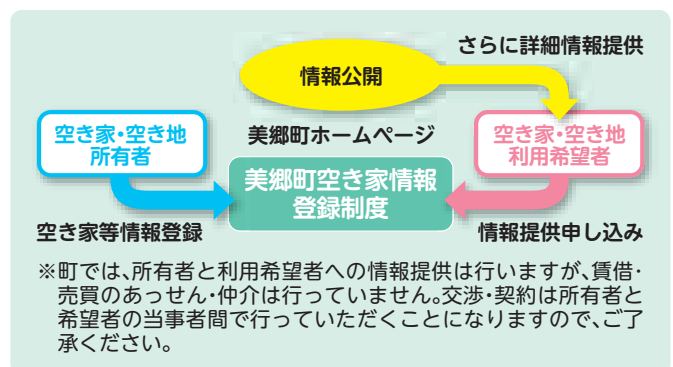 さらに詳細情報提供
情報公開
空き家・空き地
所有者
美郷町ホームページ
空き家・空き地
利用希望者
美郷町空き家情報
登録制度
空き家等情報登録
情報提供申し込み
※町では、所有者と利用希望者への情報提供は行いますが、賃借・
売買のあっせん・仲介は行っていません。交渉・契約は所有者と
希望者の当事者間で行っていただくことになりますので、ご了
承ください。